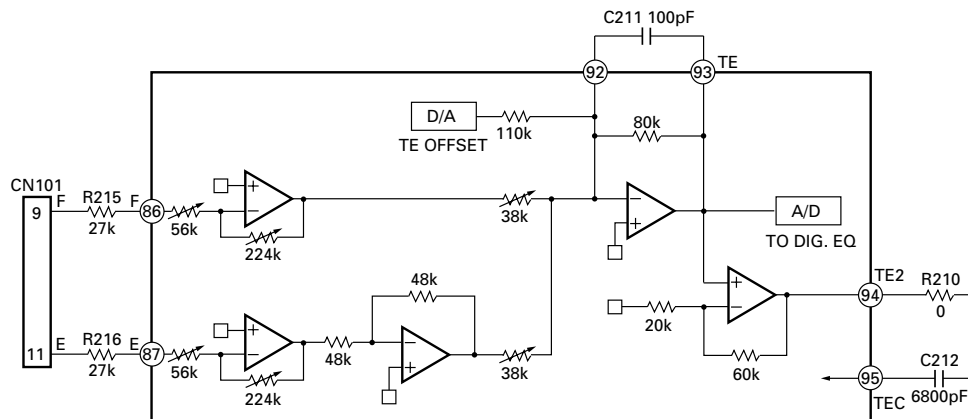 C211 100pF
92
93
TE
D/A
TE OFFSET
110k
80k
CN101
9
F
R215
27k
F
86
56k
+
−
224k
38k
−
+
A/D
TO DIG. EQ
48k
+
−
TE2
94
R210
0
20k
60k
11
E
R216
27k
E
87
56k
+
−
224k
48k
−
+
38k
95
TEC
C212
6800pF